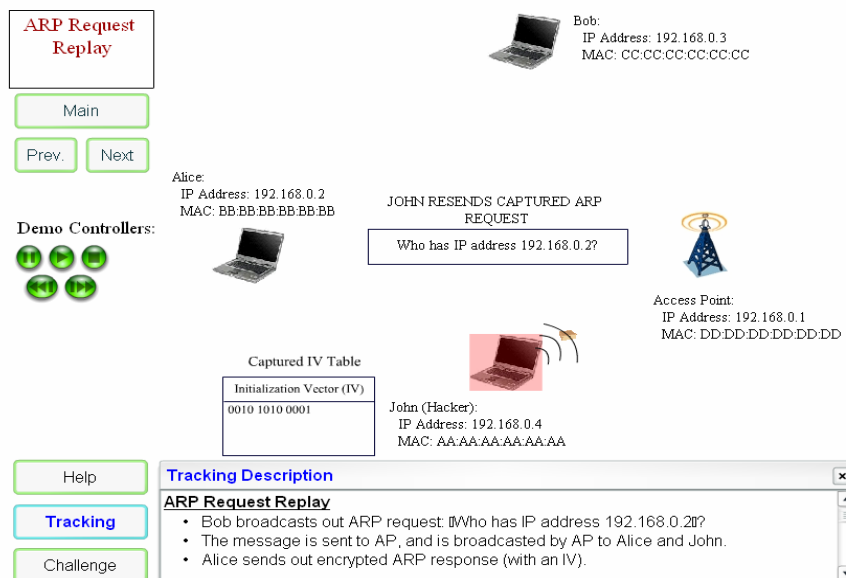 ARP Request
Replay
Main
Prev.
Next
Demo Controllers:
Bob:
IP Address: 192.168.0.3
MAC: CC:CC:CC:CC:CC:CC
Alice:
IP Address: 192.168.0.2
MAC: BB:BB:BB:BB:BB:BB
JOHN RESENDS CAPTURED ARP
REQUEST
Who has IP address 192.168.0.2?
Access Point:
IP Address: 192.168.0.1
MAC: DD:DD:DD:DD:DD:DD
Captured IV Table
Initialization Vector (IV)
0010 1010 0001
John (Hacker):
IP Address: 192.168.0.4
MAC: AA:AA:AA:AA:AA:AA
Help
Tracking
Challenge
Tracking Description
ARP Request Replay
• Bob broadcasts out ARP request: ▯Who has IP address 192.168.0.2▯?
• The message is sent to AP, and is broadcasted by AP to Alice and John.
• Alice sends out encrypted ARP response (with an IV).